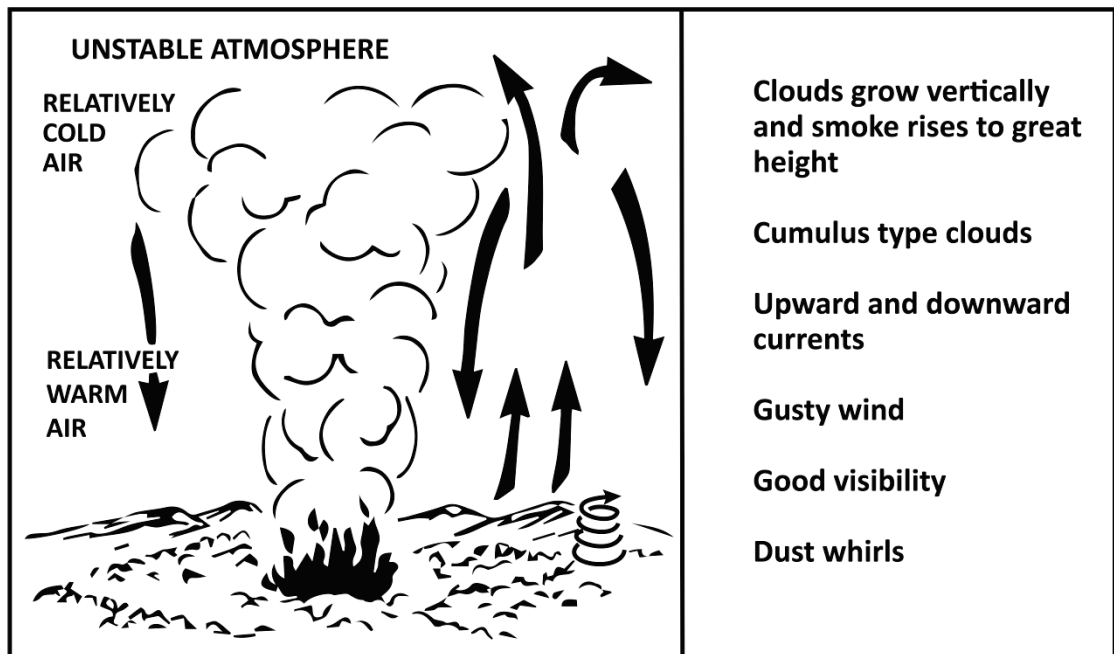 UNSTABLE ATMOSPHERE
RELATIVELY
COLD
AIR
RELATIVELY
WARM
AIR
Clouds grow vertically
and smoke rises to great
height
Cumulus type clouds
Upward and downward
currents
Gusty wind
Good visibility
Dust whirls